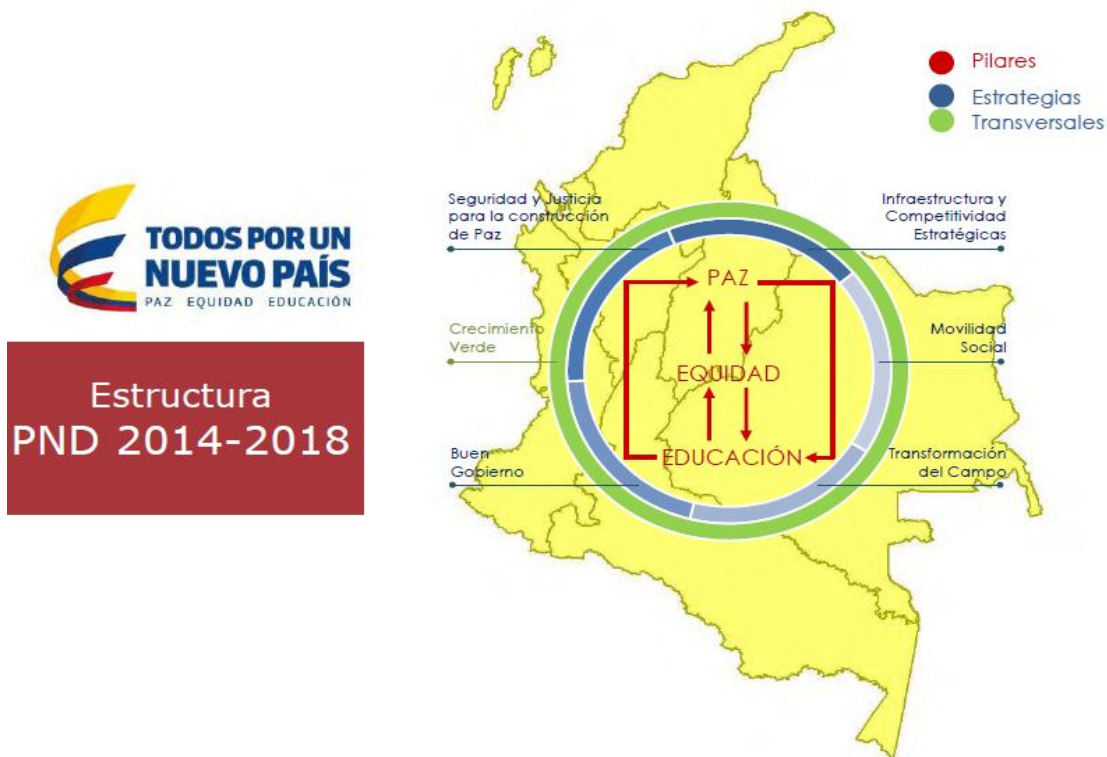 TODOS POR UN
NUEVO PAÍS
PAZ EQUIDAD EDUCACIÓN
Estructura
PND 2014-2018
Pilares
Estrategias
Transversales
Seguridad y Justicia
para la construcción
de Paz
Infraestructura y
Competitividad
Estratégicas
Crecimiento
Verde
Movilidad
Social
Buen
Gobierno
Transformación
del Campo
PAZ
EQUIDAD
EDUCACIÓN